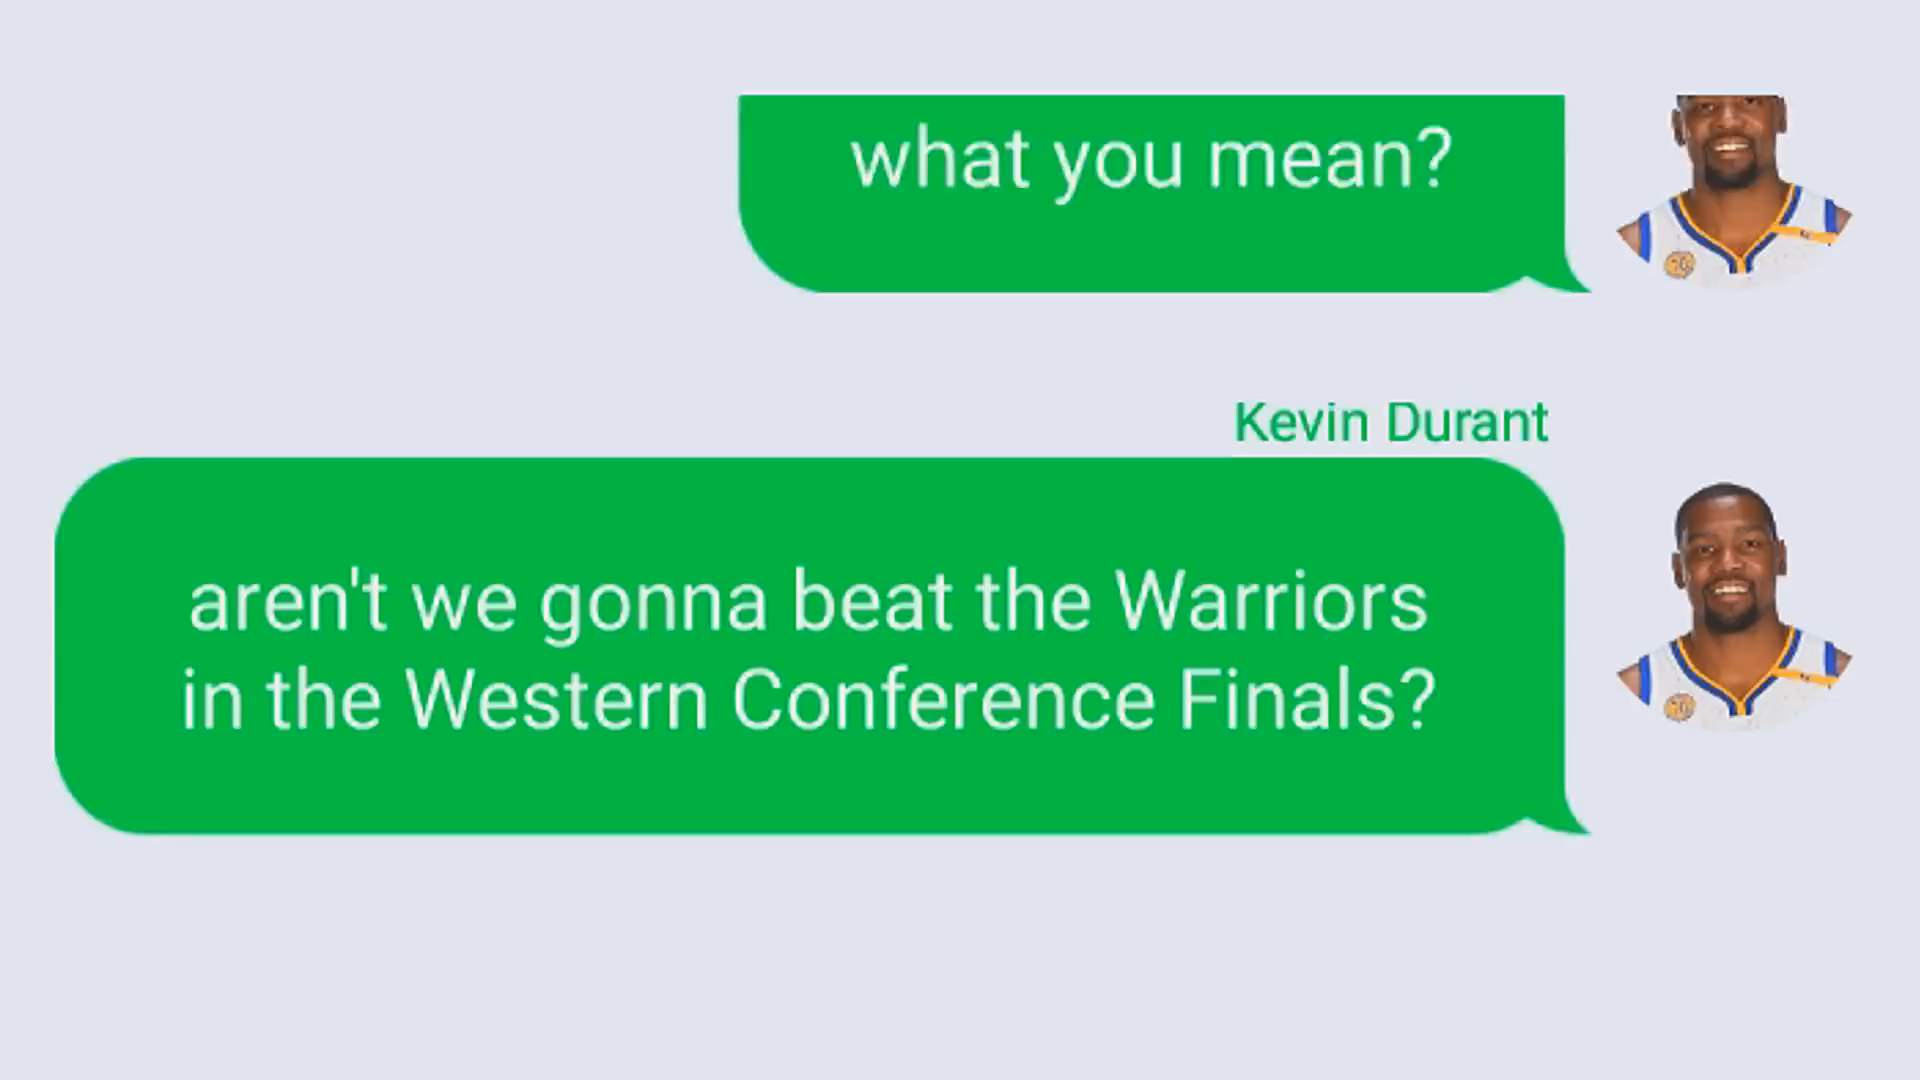 what you mean?
Kevin Durant
aren't we gonna beat the Warriors
in the Western Conference Finals?